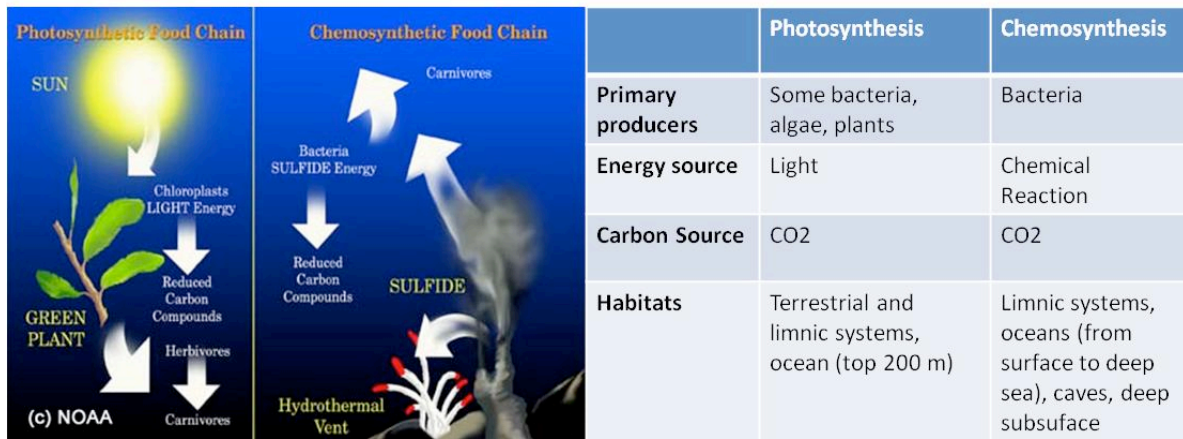 Photosynthetic Food Chain
SUN
Chloroplasts
LIGHT Energy
Reduced
Carbon
Compounds
GREEN
PLANT
Herbivores
(c) NOAA
Carnivores
Chemosynthetic Food Chain
Carnivores
Bacteria
SULFIDE Energy
Reduced
Carbon
Compounds
SULFIDE
Hydrothermal
Vent
Photosynthesis
Chemosynthesis
Primary
producers
Some bacteria,
algae, plants
Bacteria
Energy source
Light
Chemical
Reaction
Carbon Source
CO2
CO2
Habitats
Terrestrial and
limnic systems,
ocean (top 200 m)
Limnic systems,
oceans (from
surface to deep
sea), caves, deep
subsuface